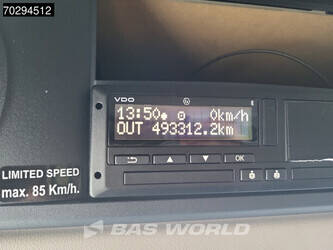 70294512
VDO
13:50 0km/h
OUT 493312.2km
OK
LIMITED SPEED
max. 85 Km/h.
BAS WORLD